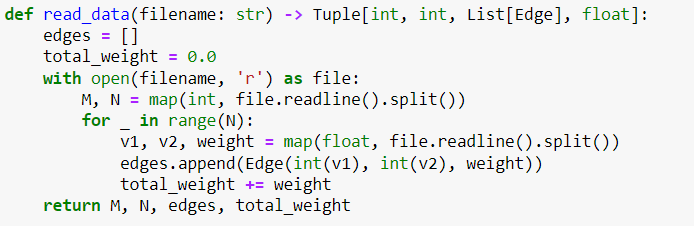 def read_data(filename: str) -> Tuple[int, int, List[Edge], float]:
    edges = []
    total_weight = 0.0
    with open(filename, 'r') as file:
        M, N = map(int, file.readline().split())
        for _ in range(N):
            v1, v2, weight = map(float, file.readline().split())
            edges.append(Edge(int(v1), int(v2), weight))
            total_weight += weight
    return M, N, edges, total_weight